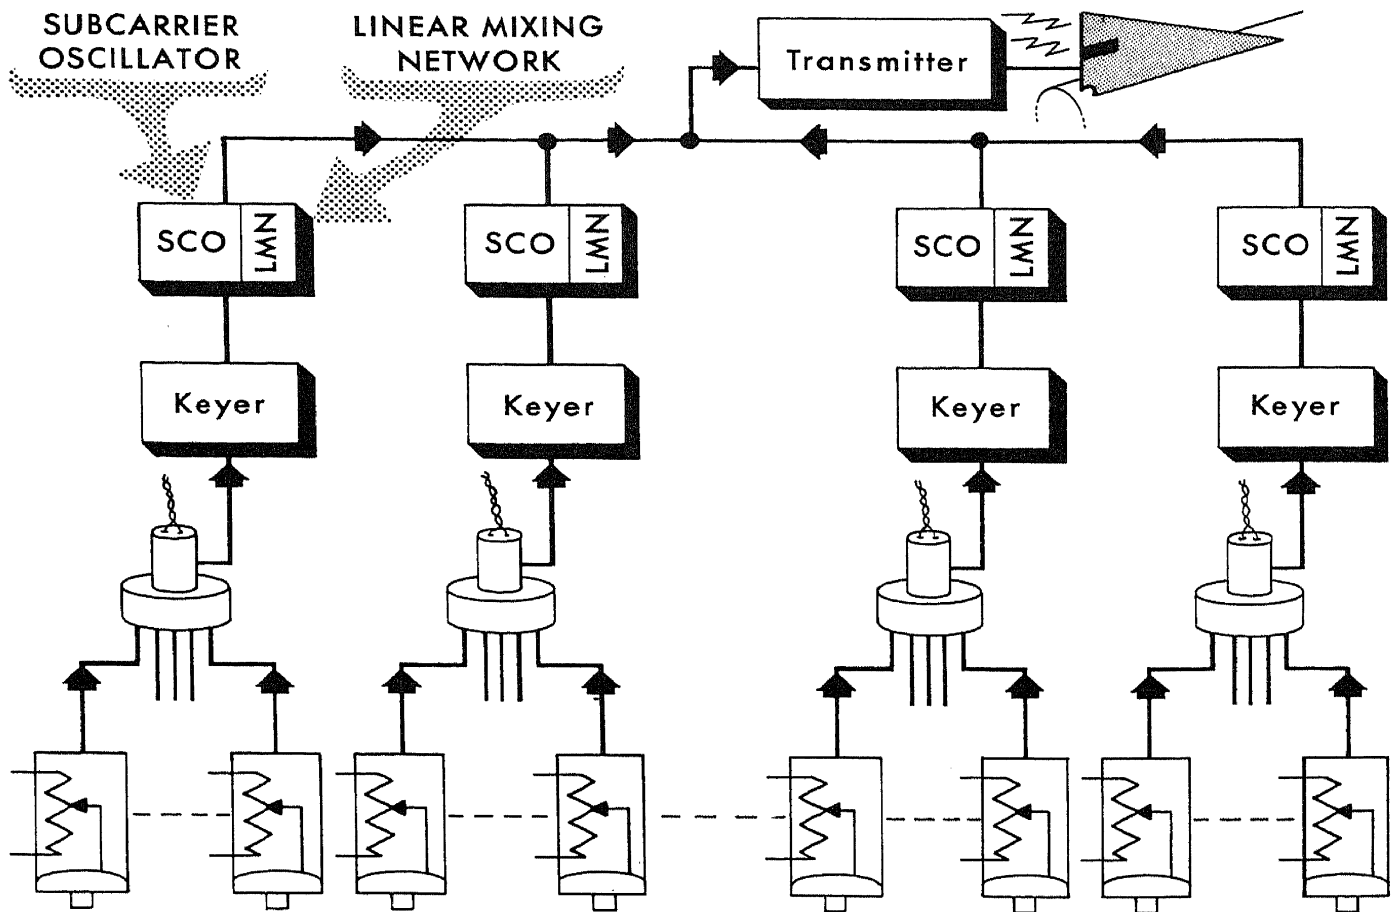 SUBCARRIER
OSCILLATOR
LINEAR MIXING
NETWORK
Transmitter
SCO
LMN
SCO
LMN
SCO
LMN
SCO
LMN
Keyer
Keyer
Keyer
Keyer